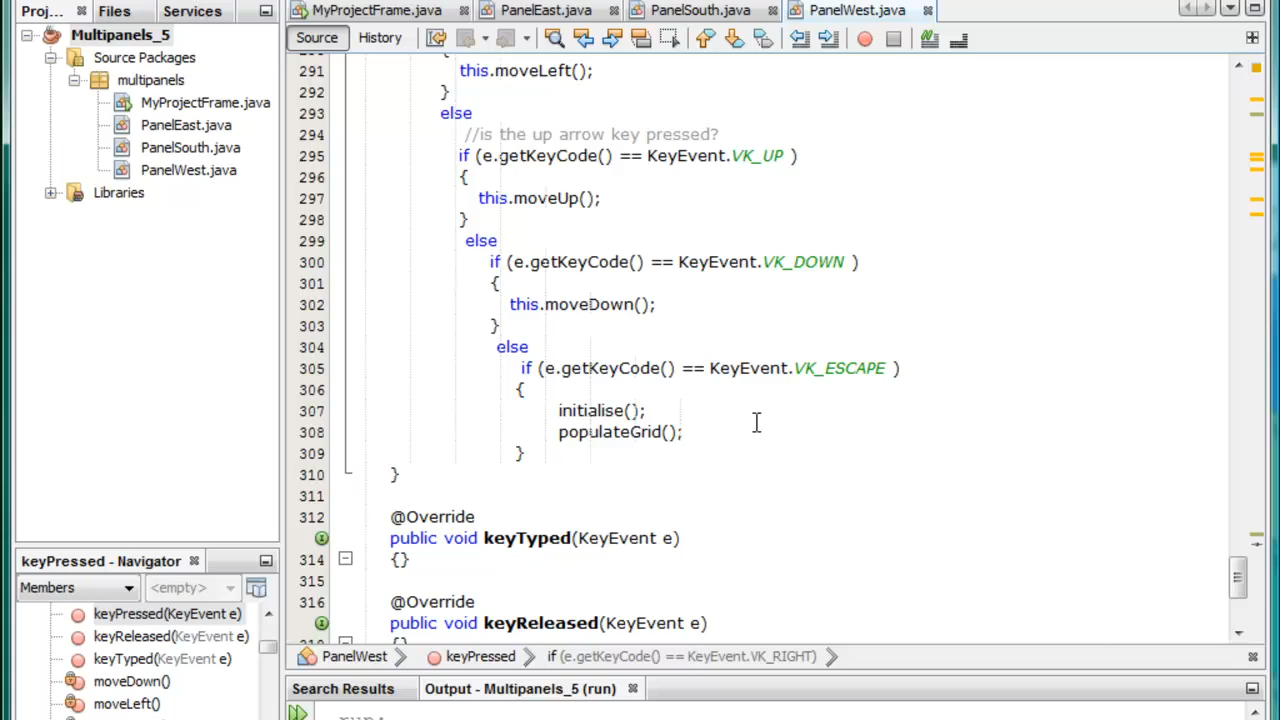 Proj...
Files
Services
MyProjectFrame.java
PanelEast.java
PanelSouth.java
PanelWest.java
Source
History
Multipanels_5
Source Packages
multipanels
MyProjectFrame.java
PanelEast.java
PanelSouth.java
PanelWest.java
Libraries
291 this.moveLeft();
292 }
293 else
294 //is the up arrow key pressed?
295 if (e.getKeyCode() == KeyEvent.VK_UP )
296 {
297 this.moveUp();
298 }
299 else
300 if (e.getKeyCode() == KeyEvent.VK_DOWN )
301 {
302 this.moveDown();
303 }
304 else
305 if (e.getKeyCode() == KeyEvent.VK_ESCAPE )
306 {
307 initialise();
308 populateGrid();
309 }
310 }
311
312 @Override
public void keyTyped(KeyEvent e)
314 {}
315
316 @Override
public void keyReleased(KeyEvent e)
{}
keyPressed - Navigator
Members
<empty>
keyPressed(KeyEvent e)
keyReleased(KeyEvent e)
keyTyped(KeyEvent e)
moveDown()
moveLeft()
PanelWest
keyPressed
if (e.getKeyCode() == KeyEvent.VK_RIGHT)
Search Results
Output - Multipanels_5 (run)
run: